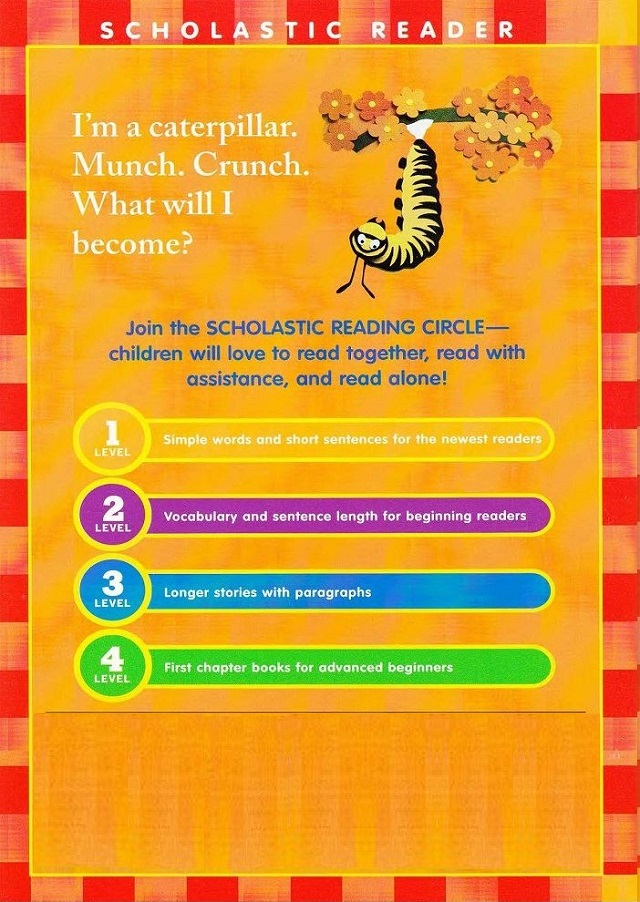 SCHOLASTIC READER
I'm a caterpillar.
Munch. Crunch.
What will I
become?
Join the SCHOLASTIC READING CIRCLE—
children will love to read together, read with
assistance, and read alone!
1
LEVEL
Simple words and short sentences for the newest readers
2
LEVEL
Vocabulary and sentence length for beginning readers
3
LEVEL
Longer stories with paragraphs
4
LEVEL
First chapter books for advanced beginners